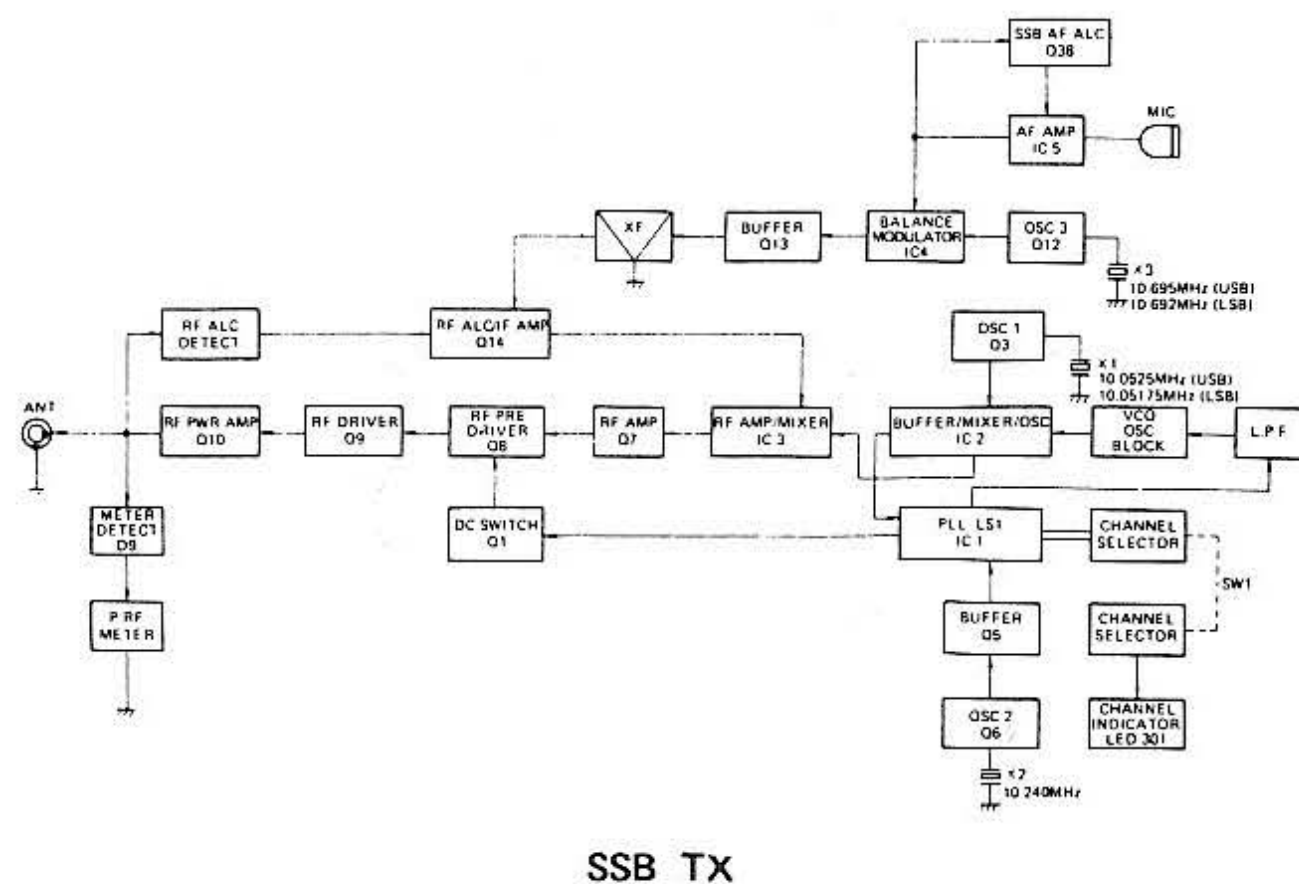 SSB AF ALC
Q38
MIC
AF AMP
IC 5
XF
BUFFER
Q13
BALANCE
MODULATOR
IC4
OSC 3
Q12
X3
10 695MHz (USB)
10 692MHz (LSB)
RF ALC
DETECT
RF ALC/IF AMP
Q14
OSC 1
Q3
X1
10.0525MHz (USB)
10.05175MHz (LSB)
ANT
RF PWR AMP
Q10
RF DRIVER
Q9
RF PRE
DRIVER
Q8
RF AMP
Q7
RF AMP/MIXER
IC 3
BUFFER/MIXER/OSC
IC 2
VCO
OSC
BLOCK
L.P.F
METER
DETECT
D9
DC SWITCH
Q1
PLL LSI
IC 1
CHANNEL
SELECTOR
SW1
P RF
METER
BUFFER
Q5
CHANNEL
SELECTOR
OSC 2
Q6
CHANNEL
INDICATOR
LED 301
X2
10 240MHz
SSB TX